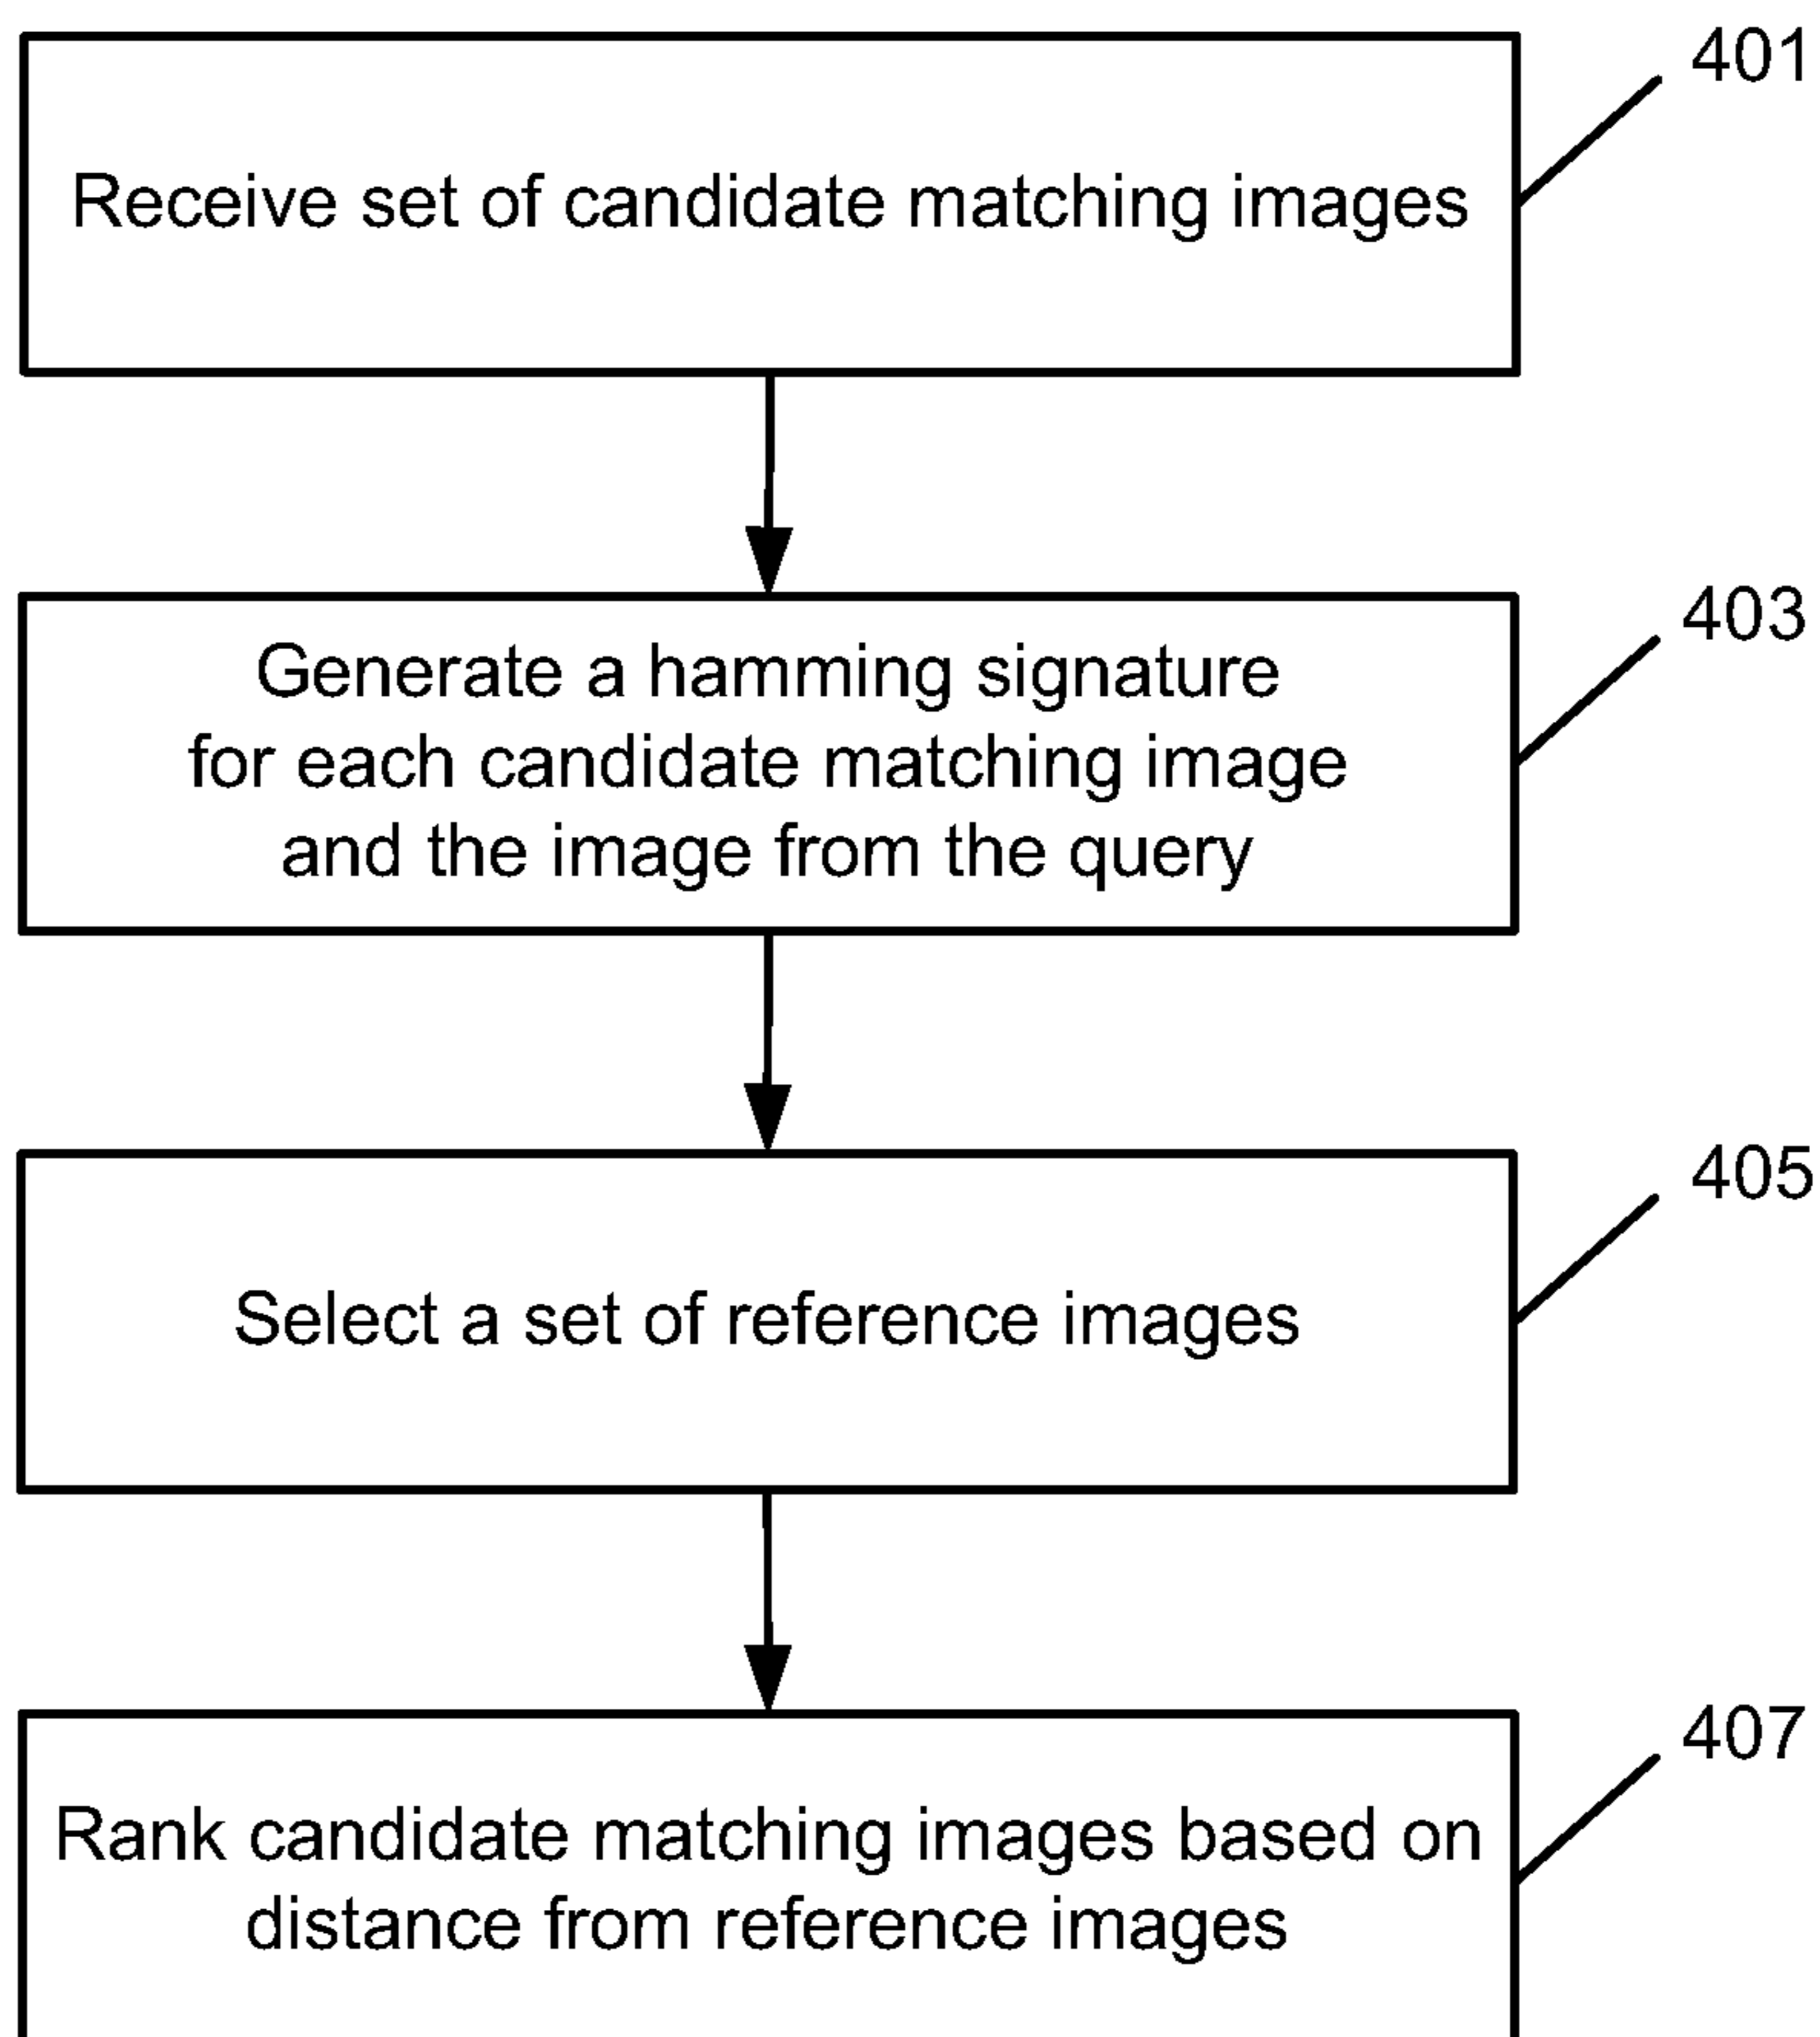 401
Receive set of candidate matching images
403
Generate a hamming signature
for each candidate matching image
and the image from the query
405
Select a set of reference images
407
Rank candidate matching images based on
distance from reference images